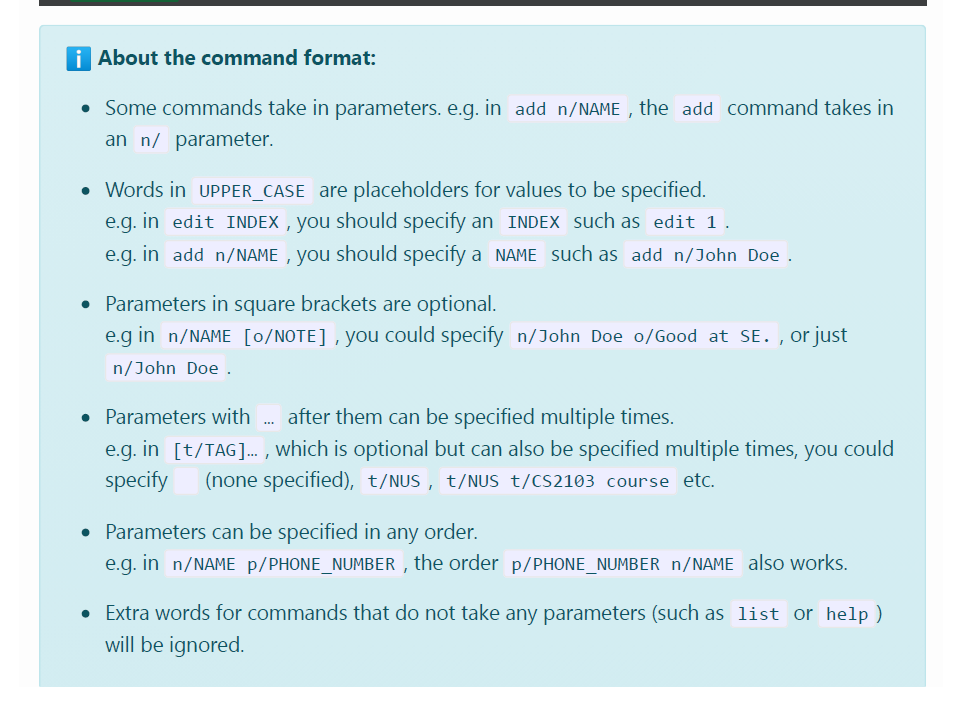 ℹ️ About the command format:
• Some commands take in parameters. e.g. in add n/NAME , the add command takes in
an n/ parameter.
• Words in UPPER_CASE are placeholders for values to be specified.
e.g. in edit INDEX , you should specify an INDEX such as edit 1 .
e.g. in add n/NAME , you should specify a NAME such as add n/John Doe .
• Parameters in square brackets are optional.
e.g in n/NAME [o/NOTE] , you could specify n/John Doe o/Good at SE. , or just
n/John Doe .
• Parameters with … after them can be specified multiple times.
e.g. in [t/TAG]… , which is optional but can also be specified multiple times, you could
specify (none specified), t/NUS , t/NUS t/CS2103 course etc.
• Parameters can be specified in any order.
e.g. in n/NAME p/PHONE_NUMBER , the order p/PHONE_NUMBER n/NAME also works.
• Extra words for commands that do not take any parameters (such as list or help )
will be ignored.